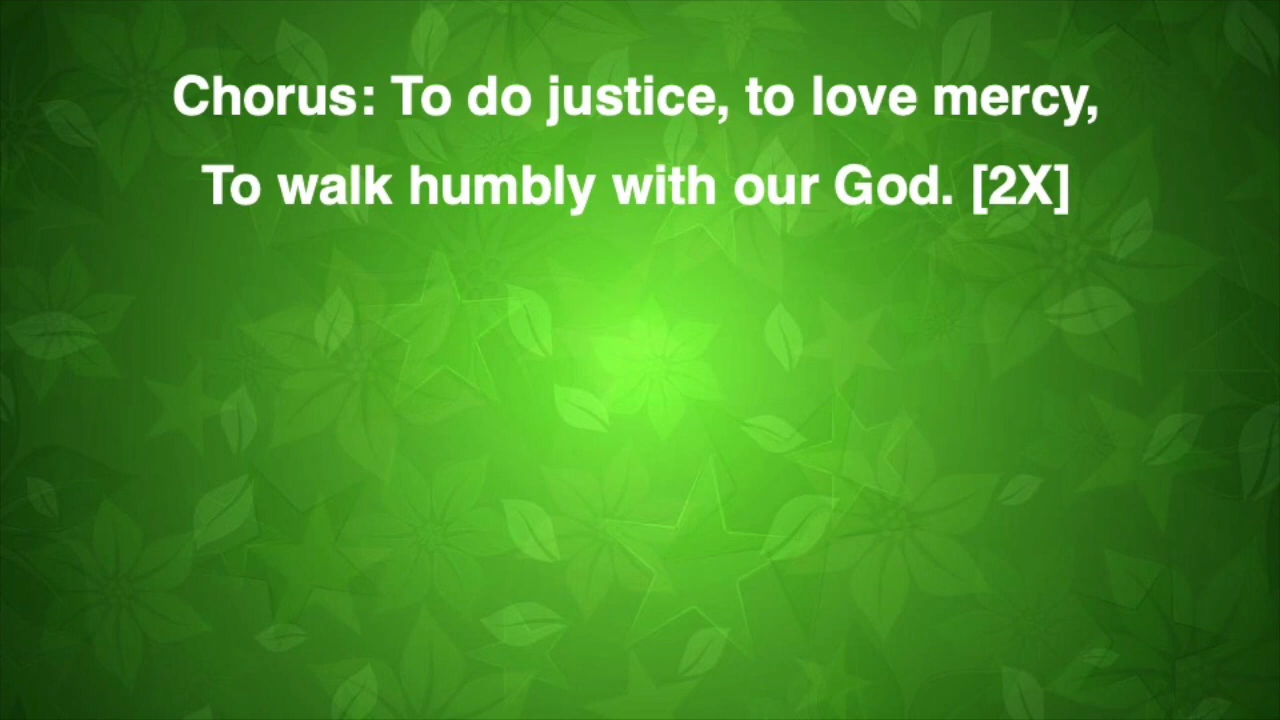 Chorus: To do justice, to love mercy,
To walk humbly with our God. [2X]